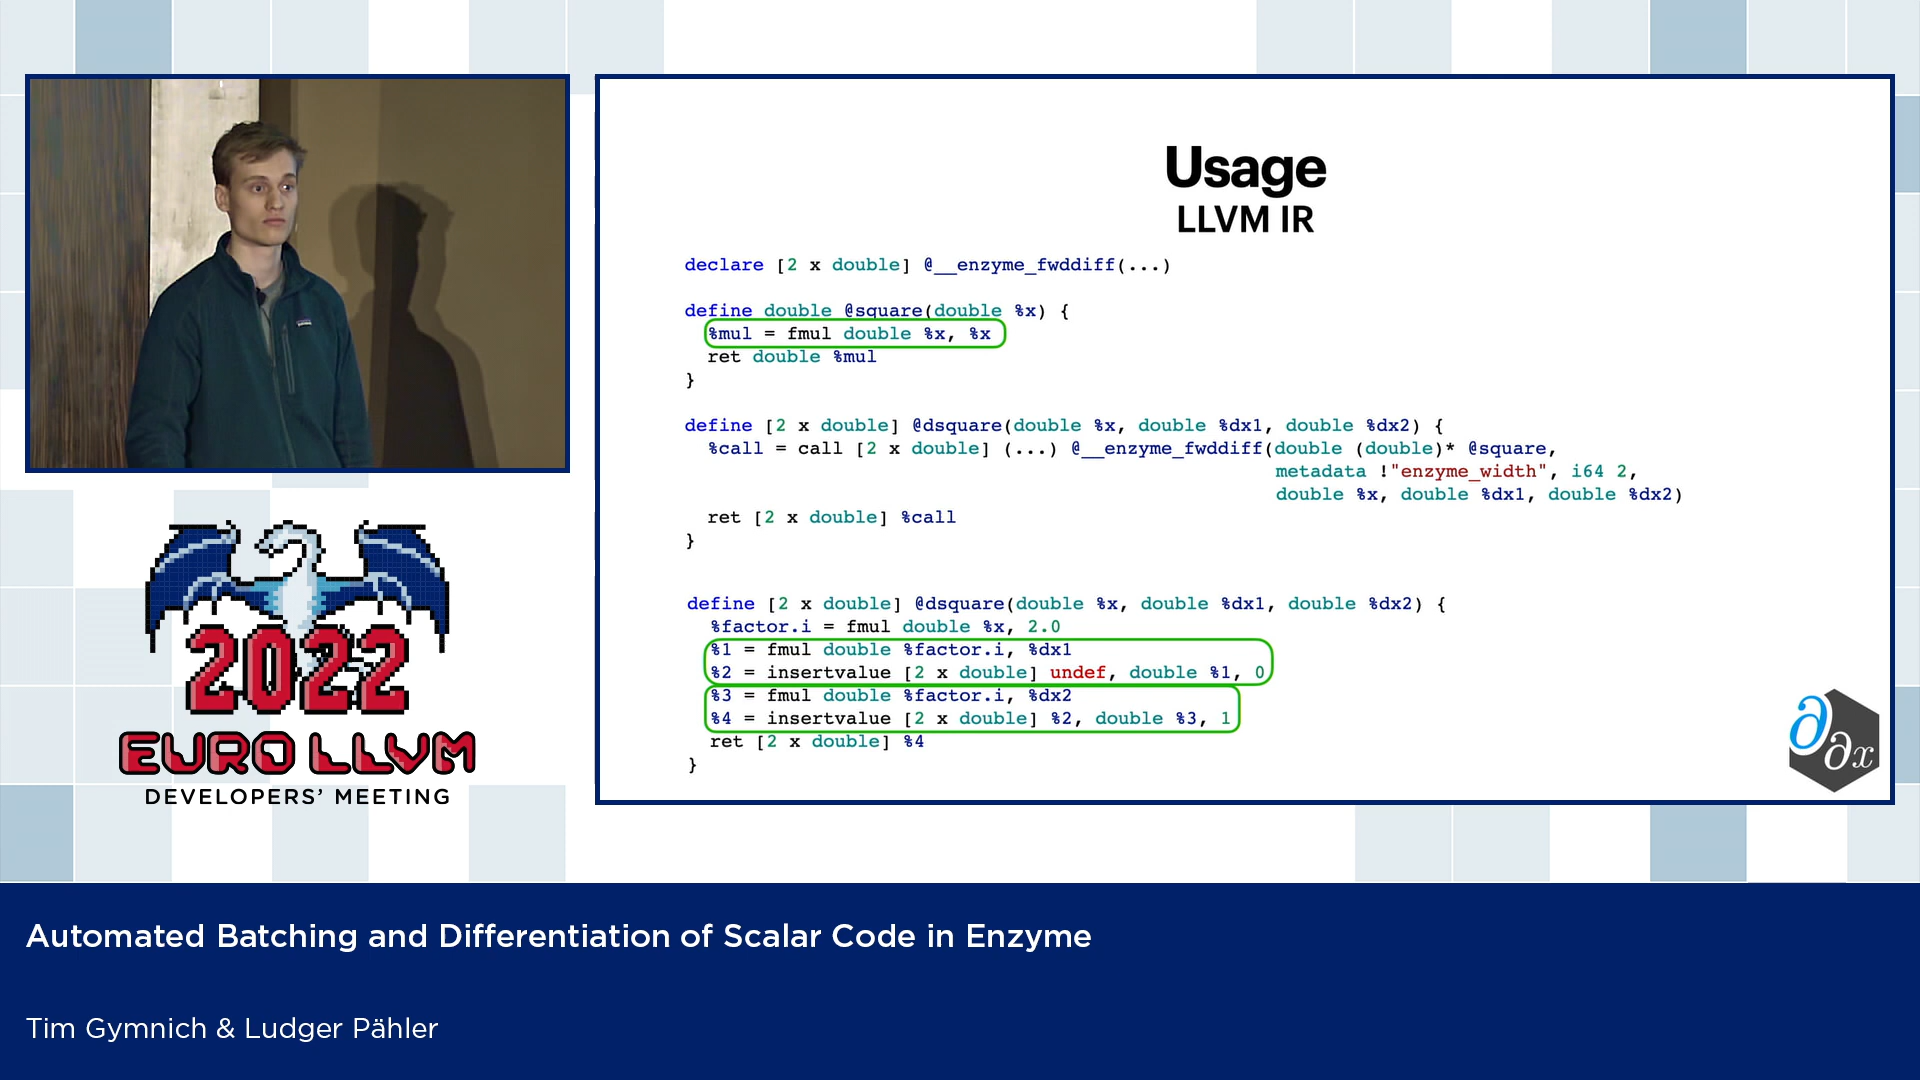 Usage
LLVM IR
declare [2 x double] @__enzyme_fwddiff(...)
define double @square(double %x) {
%mul = fmul double %x, %x
ret double %mul
}
define [2 x double] @dsquare(double %x, double %dx1, double %dx2) {
%call = call [2 x double] (...) @__enzyme_fwddiff(double (double)* @square,
metadata !"enzyme_width", i64 2,
double %x, double %dx1, double %dx2)
ret [2 x double] %call
}
define [2 x double] @dsquare(double %x, double %dx1, double %dx2) {
%factor.i = fmul double %x, 2.0
%1 = fmul double %factor.i, %dx1
%2 = insertvalue [2 x double] undef, double %1, 0
%3 = fmul double %factor.i, %dx2
%4 = insertvalue [2 x double] %2, double %3, 1
ret [2 x double] %4
}
∂
∂x
2022
EURO LLVM
DEVELOPERS' MEETING
Automated Batching and Differentiation of Scalar Code in Enzyme
Tim Gymnich & Ludger Pähler